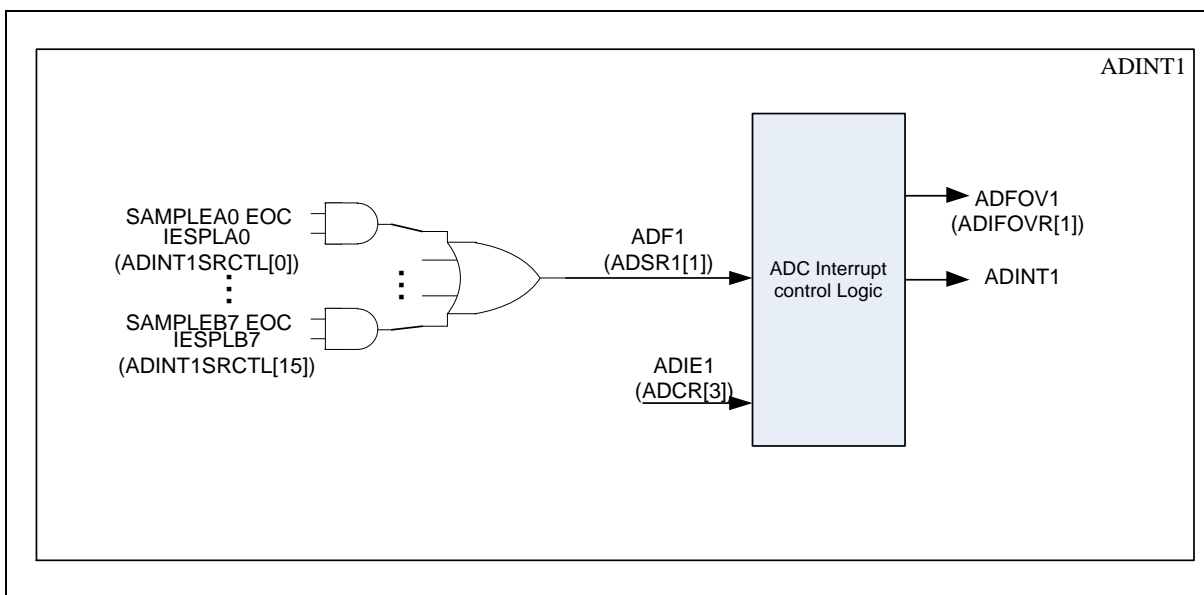 ADINT1
SAMPLEA0 EOC
IESPLA0
(ADINT1SRCTL[0])
SAMPLEB7 EOC
IESPLB7
(ADINT1SRCTL[15])
ADF1
(ADSR1[1])
ADIE1
(ADCR[3])
ADC Interrupt
control Logic
ADFOV1
(ADIFOVR[1])
ADINT1